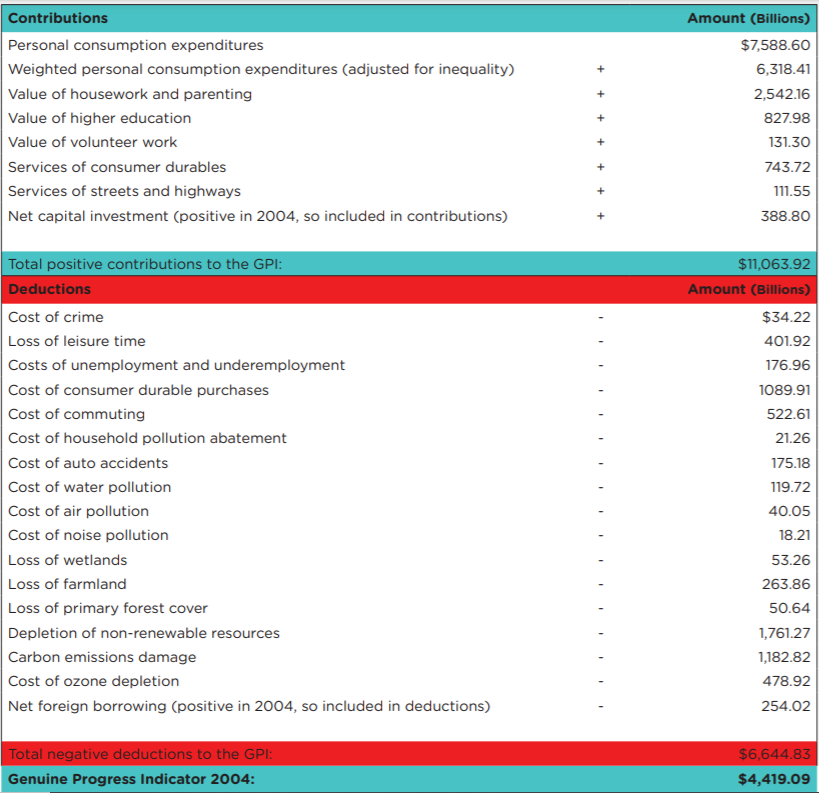 Contributions Amount (Billions)
Personal consumption expenditures $7,588.60
Weighted personal consumption expenditures (adjusted for inequality) + 6,318.41
Value of housework and parenting + 2,542.16
Value of higher education + 827.98
Value of volunteer work + 131.30
Services of consumer durables + 743.72
Services of streets and highways + 111.55
Net capital investment (positive in 2004, so included in contributions) + 388.80
Total positive contributions to the GPI: $11,063.92
Deductions Amount (Billions)
Cost of crime - $34.22
Loss of leisure time - 401.92
Costs of unemployment and underemployment - 176.96
Cost of consumer durable purchases - 1089.91
Cost of commuting - 522.61
Cost of household pollution abatement - 21.26
Cost of auto accidents - 175.18
Cost of water pollution - 119.72
Cost of air pollution - 40.05
Cost of noise pollution - 18.21
Loss of wetlands - 53.26
Loss of farmland - 263.86
Loss of primary forest cover - 50.64
Depletion of non-renewable resources - 1,761.27
Carbon emissions damage - 1,182.82
Cost of ozone depletion - 478.92
Net foreign borrowing (positive in 2004, so included in deductions) - 254.02
Total negative deductions to the GPI: $6,644.83
Genuine Progress Indicator 2004: $4,419.09